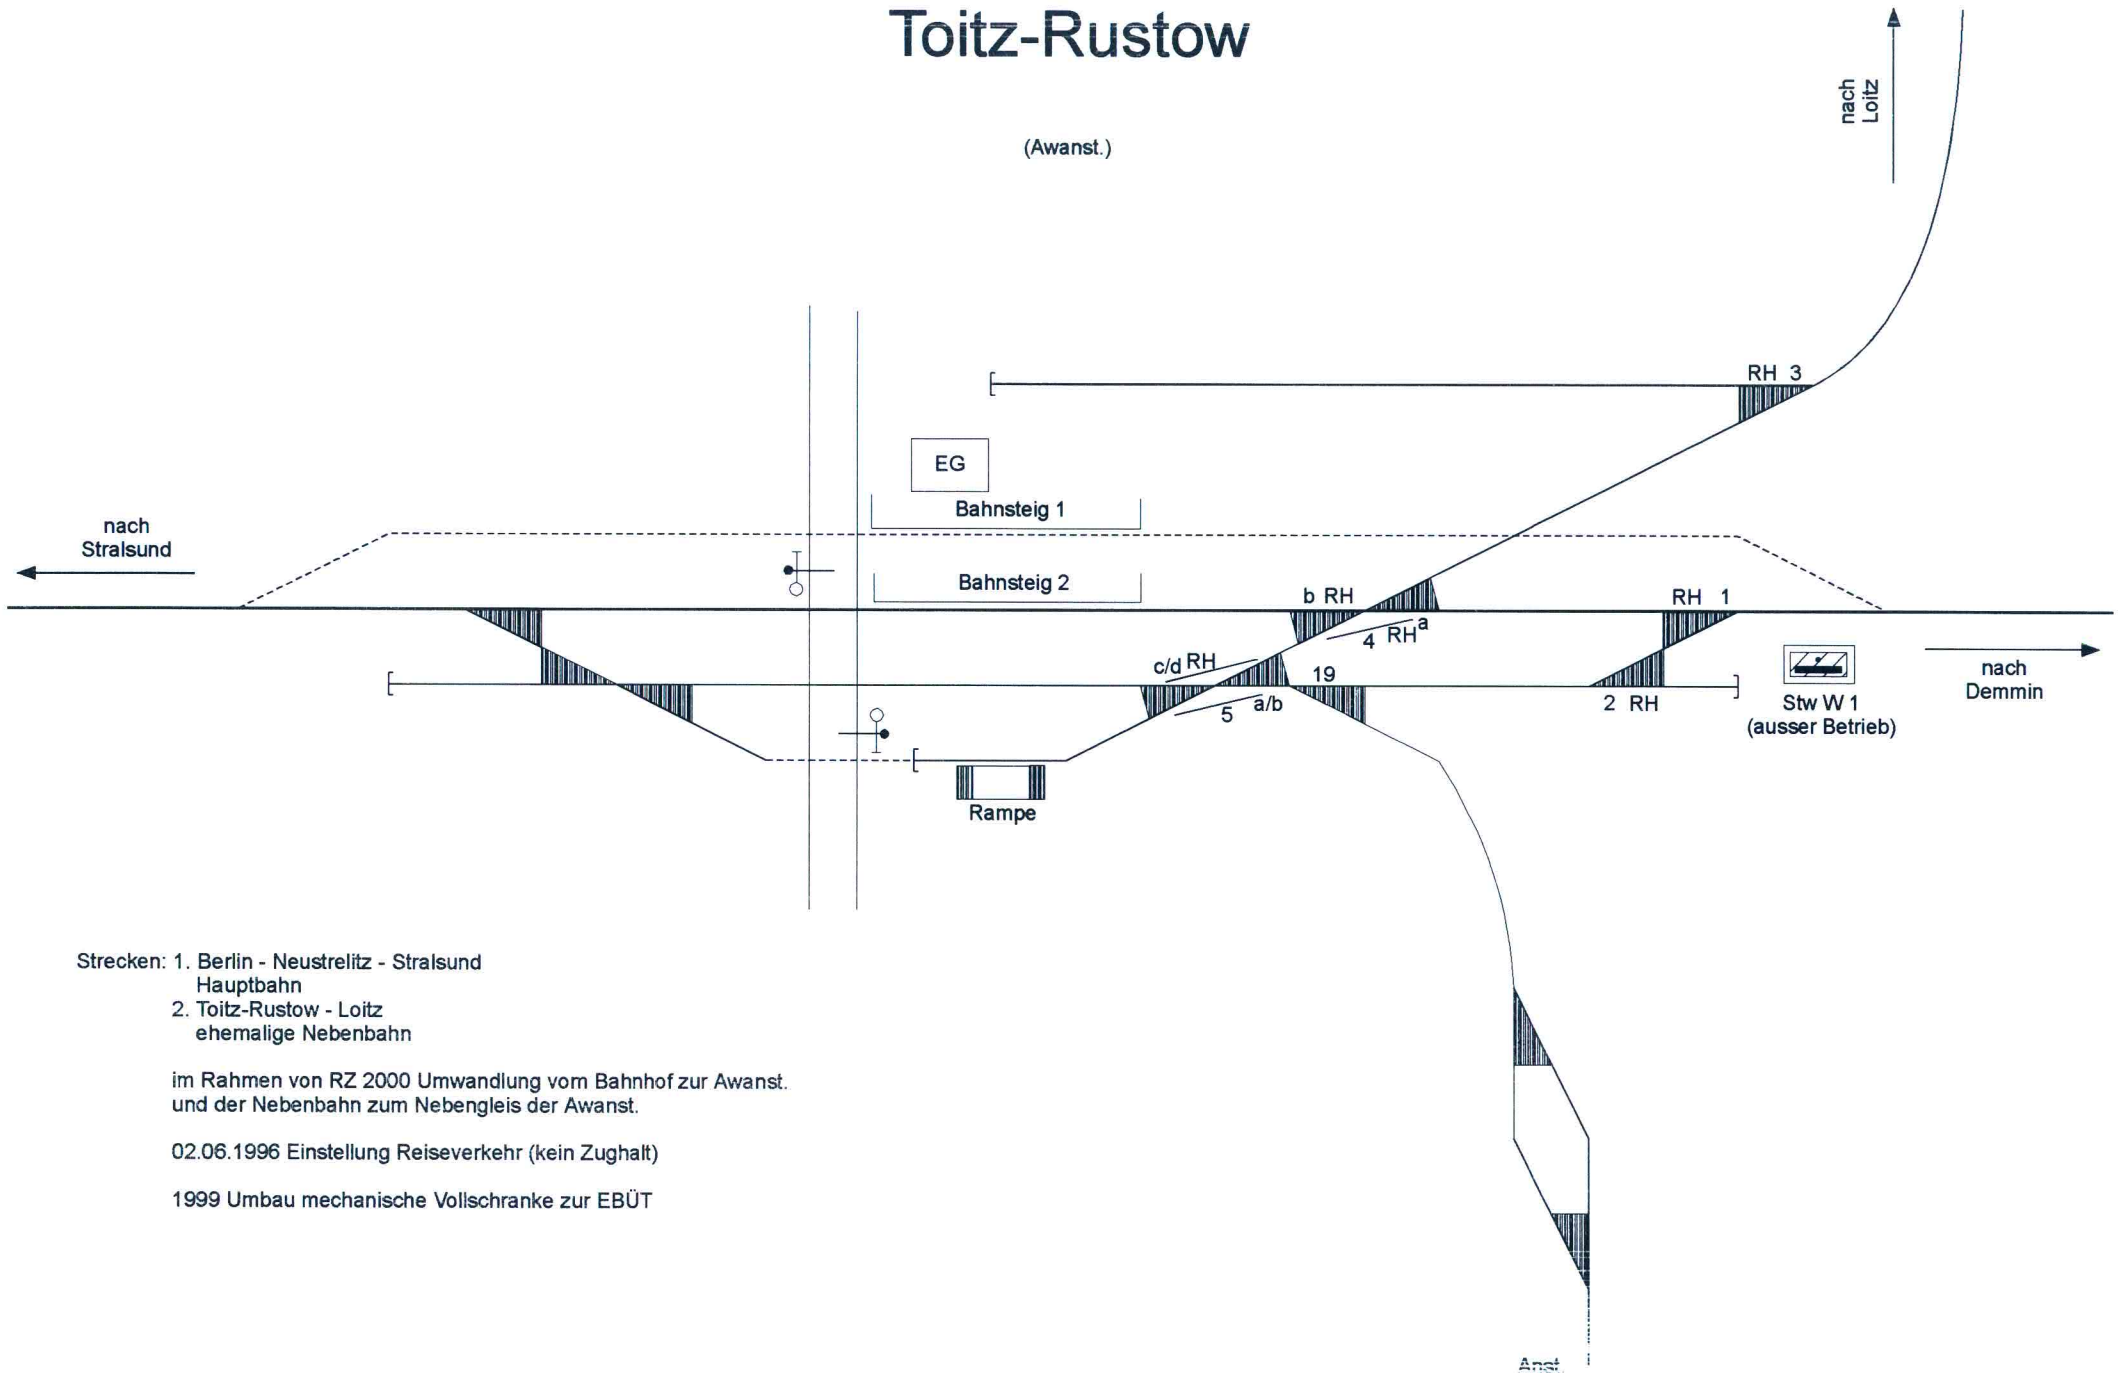 Toitz-Rustow
(Awanst.)
nach
Loitz
RH 3
EG
Bahnsteig 1
nach
Stralsund
Bahnsteig 2
b RH
RH 1
4 RH a
c/d RH
19
5 a/b
2 RH
Stw W 1
(ausser Betrieb)
nach
Demmin
Rampe
Strecken: 1. Berlin - Neustrelitz - Stralsund
Hauptbahn
2. Toitz-Rustow - Loitz
ehemalige Nebenbahn
im Rahmen von RZ 2000 Umwandlung vom Bahnhof zur Awanst.
und der Nebenbahn zum Nebengleis der Awanst.
02.06.1996 Einstellung Reiseverkehr (kein Zughalt)
1999 Umbau mechanische Vollschranke zur EBÜT
Anst.